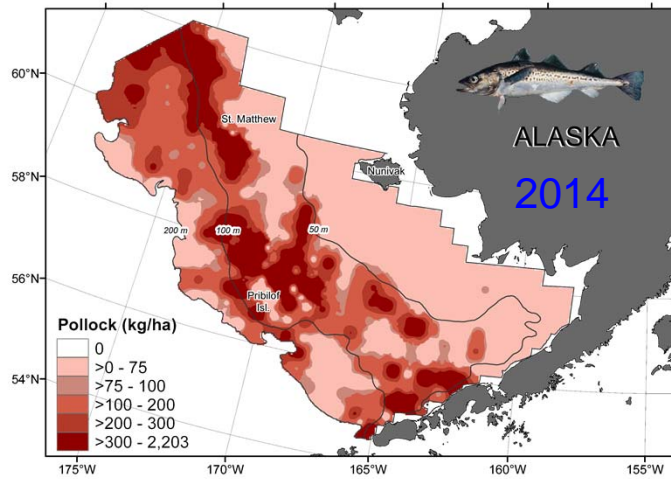 60°N
58°N
56°N
54°N
175°W
170°W
165°W
160°W
155°W
St. Matthew
Nunivak
200 m
100 m
50 m
Pribilof
Isl.
ALASKA
2014
Pollock (kg/ha)
0
>0 - 75
>75 - 100
>100 - 200
>200 - 300
>300 - 2,203